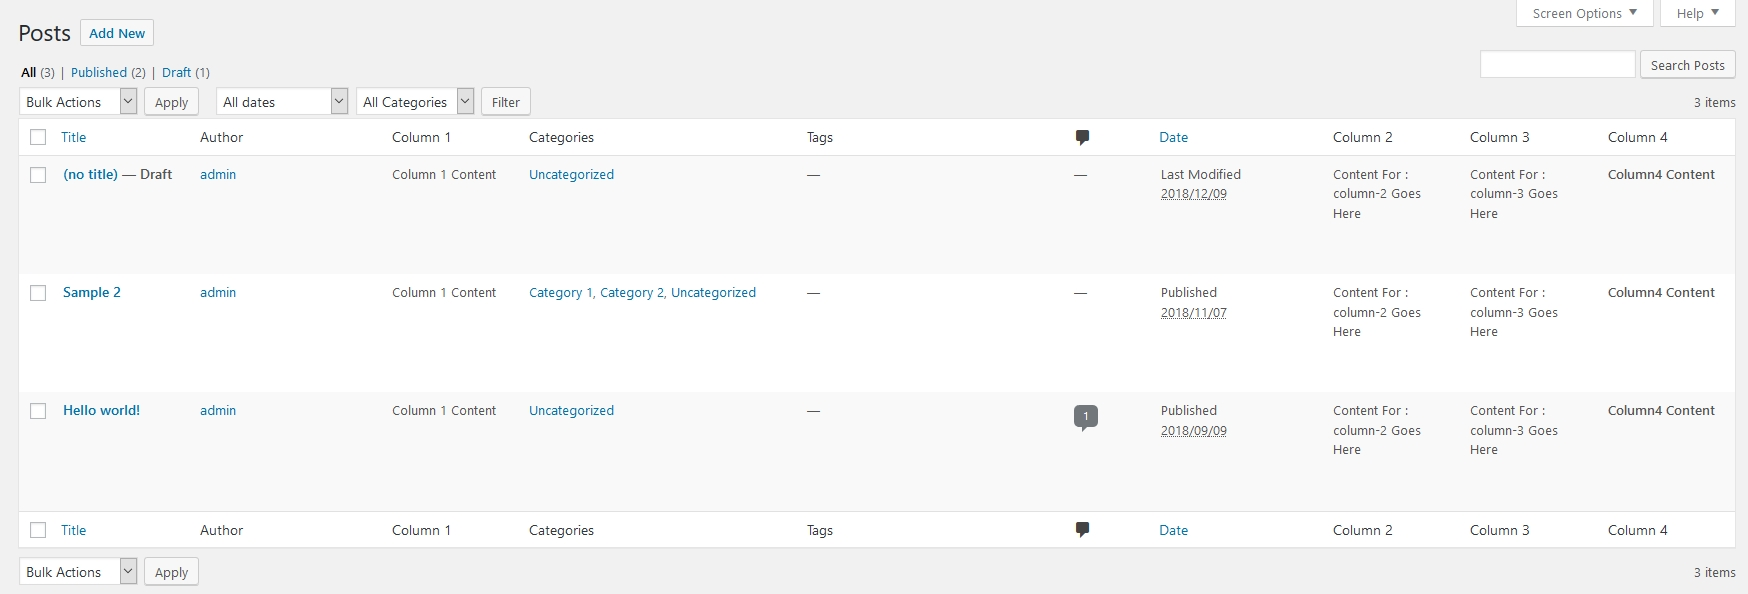 Screen Options Help
Posts Add New
All (3) | Published (2) | Draft (1)
Search Posts
Bulk Actions Apply All dates All Categories Filter 3 items
Title Author Column 1 Categories Tags Date Column 2 Column 3 Column 4
(no title) — Draft admin Column 1 Content Uncategorized — — Last Modified Content For : Content For : Column4 Content
2018/12/09 column-2 Goes column-3 Goes
Here Here
Sample 2 admin Column 1 Content Category 1, Category 2, Uncategorized — — Published Content For : Content For : Column4 Content
2018/11/07 column-2 Goes column-3 Goes
Here Here
Hello world! admin Column 1 Content Uncategorized — 1 Published Content For : Content For : Column4 Content
2018/09/09 column-2 Goes column-3 Goes
Here Here
Title Author Column 1 Categories Tags Date Column 2 Column 3 Column 4
Bulk Actions Apply 3 items